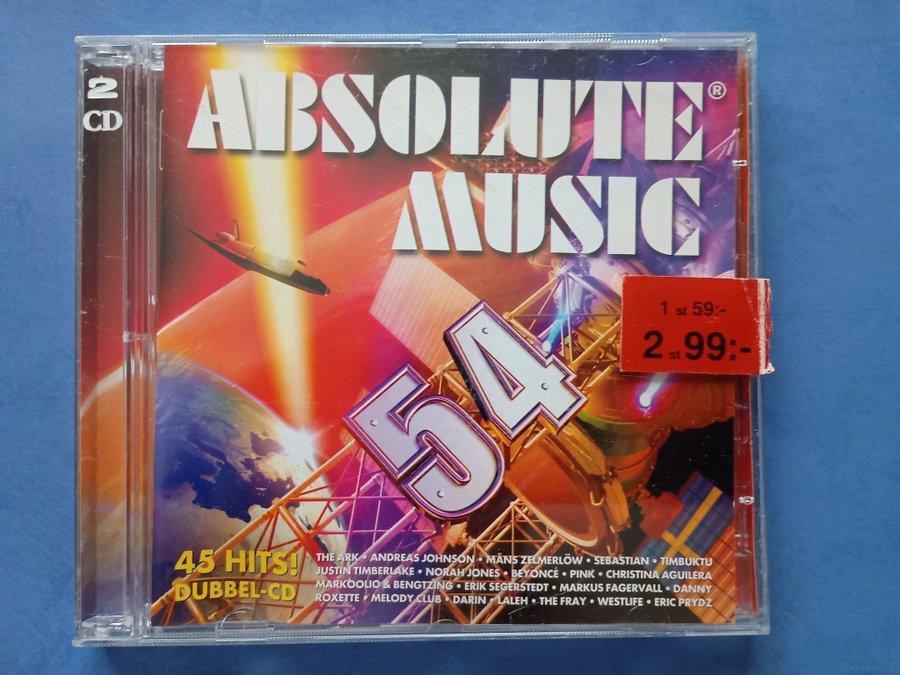 2
CD
ABSOLUTE®
MUSIC
1 st 59:-
2 st 99:-
54
45 HITS!
DUBBEL-CD
THE ARK • ANDREAS JOHNSON • MÅNS ZELMERLÖW • SEBASTIAN • TIMBUKTU
JUSTIN TIMBERLAKE • NORAH JONES • BEYONCÉ • PINK • CHRISTINA AGUILERA
MARKOOLIO & BENGTZING • ERIK SEGERSTEDT • MARKUS FAGERVALL • DANNY
ROXETTE • MELODY CLUB • DARIN • LALEH • THE FRAY • WESTLIFE • ERIC PRYDZ